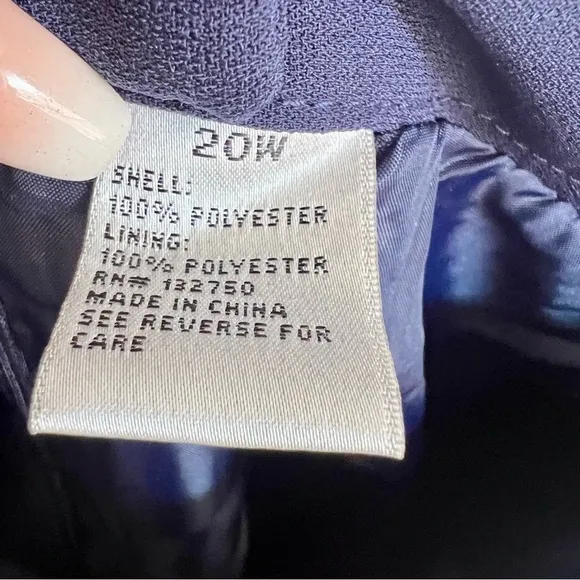 20W
SHELL:
100% POLYESTER
LINING:
100% POLYESTER
RN# 132750
MADE IN CHINA
SEE REVERSE FOR
CARE